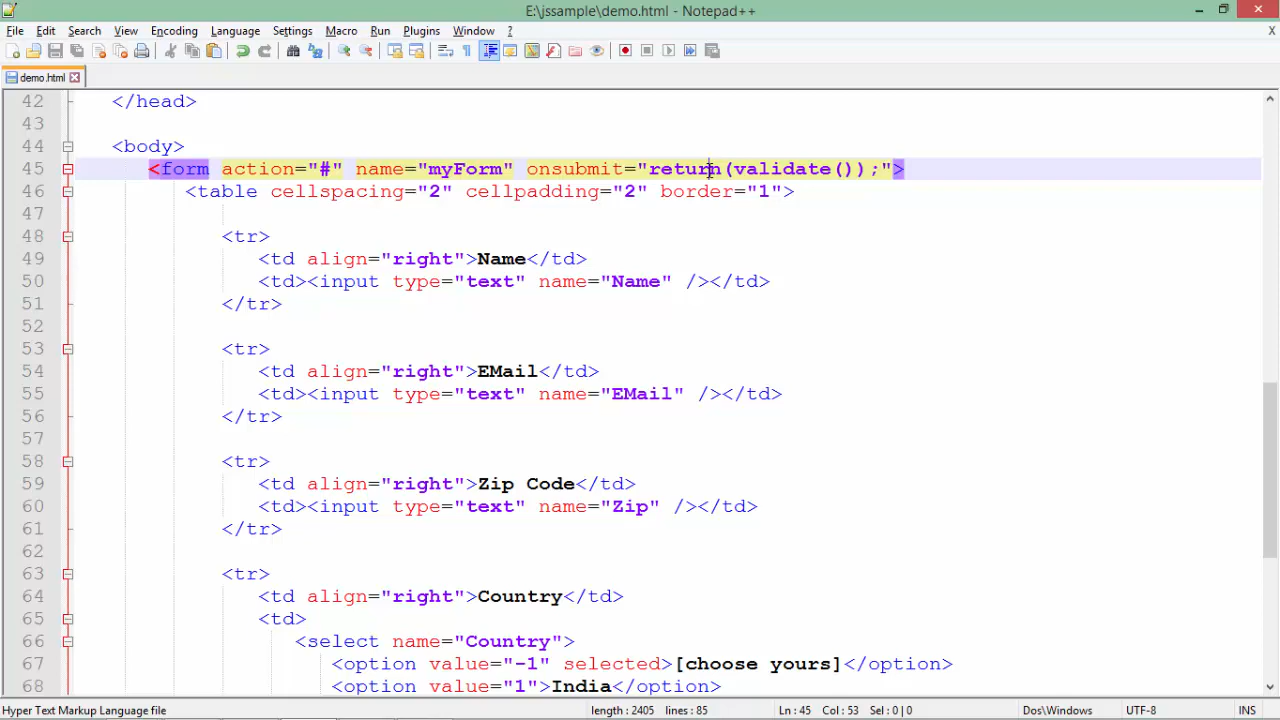 E:\jssample\demo.html - Notepad++
File Edit Search View Encoding Language Settings Macro Run Plugins Window ? X
demo.html
42 </head>
43
44 <body>
45 <form action="#" name="myForm" onsubmit="return(validate());">
46 <table cellspacing="2" cellpadding="2" border="1">
47
48 <tr>
49 <td align="right">Name</td>
50 <td><input type="text" name="Name" /></td>
51 </tr>
52
53 <tr>
54 <td align="right">EMail</td>
55 <td><input type="text" name="EMail" /></td>
56 </tr>
57
58 <tr>
59 <td align="right">Zip Code</td>
60 <td><input type="text" name="Zip" /></td>
61 </tr>
62
63 <tr>
64 <td align="right">Country</td>
65 <td>
66 <select name="Country">
67 <option value="-1" selected>[choose yours]</option>
68 <option value="1">India</option>
Hyper Text Markup Language file length : 2405 lines : 85 Ln : 45 Col : 53 Sel : 0 | 0 Dos\Windows UTF-8 INS